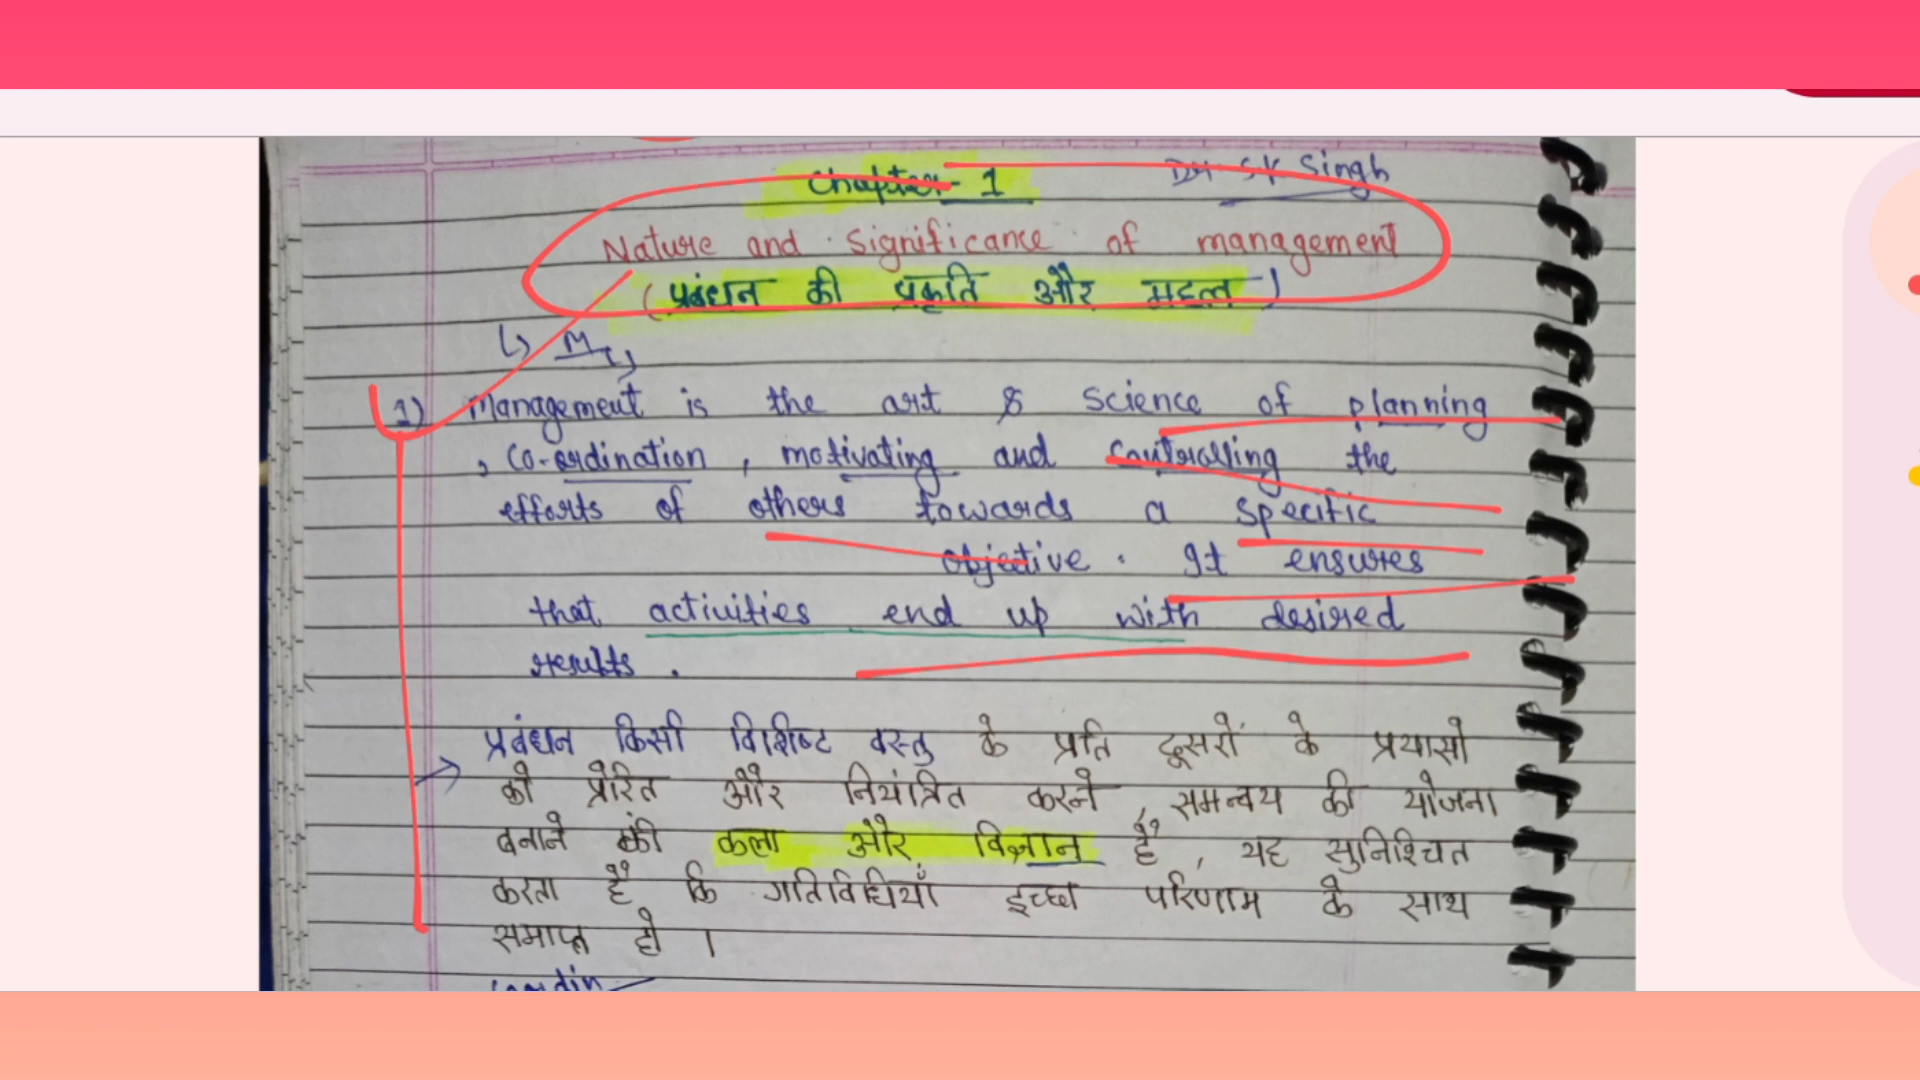 Chapter - 1
Dr SK Singh
Nature and Significance of management
(प्रबंधन की प्रकृति और महत्व)
↳ M
1) Management is the art & Science of planning
, Co-ordination, motivating and Controlling the
efforts of others towards a specific
objective. It ensures
that activities end up with desired
results.
→ प्रबंधन किसी विशिष्ट वस्तु के प्रति दूसरों के प्रयासो
को प्रेरित और नियंत्रित करने, समन्वय की योजना
बनाने की कला और विज्ञान है, यह सुनिश्चित
करता है कि गतिविधियाँ इच्छा परिणाम के साथ
समाप्त हो ।